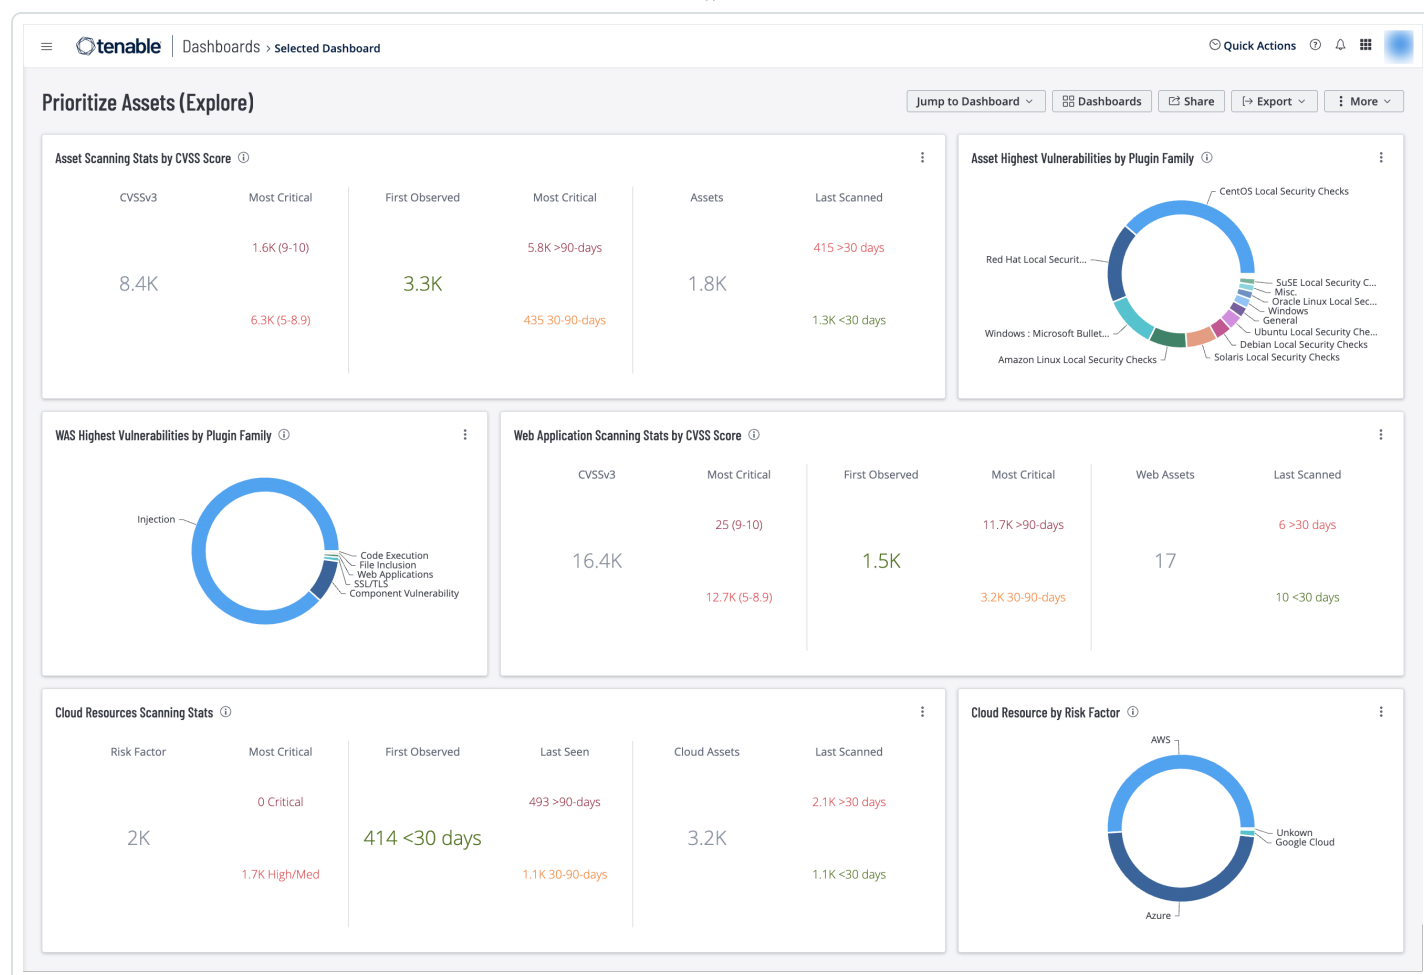 tenable
Dashboards > Selected Dashboard
Quick Actions
Prioritize Assets (Explore)
Jump to Dashboard
Dashboards
Share
Export
More
Asset Scanning Stats by CVSS Score
CVSSv3
Most Critical
First Observed
Most Critical
Assets
Last Scanned
1.6K (9-10)
5.8K >90-days
415 >30 days
8.4K
3.3K
1.8K
6.3K (5-8.9)
435 30-90-days
1.3K <30 days
Asset Highest Vulnerabilities by Plugin Family
CentOS Local Security Checks
Red Hat Local Securit...
SuSE Local Security C...
Misc.
Oracle Linux Local Sec...
Windows
General
Ubuntu Local Security Che...
Windows : Microsoft Bullet...
Debian Local Security Checks
Solaris Local Security Checks
Amazon Linux Local Security Checks
WAS Highest Vulnerabilities by Plugin Family
Injection
Code Execution
File Inclusion
Web Applications
SSL/TLS
Component Vulnerability
Web Application Scanning Stats by CVSS Score
CVSSv3
Most Critical
First Observed
Most Critical
Web Assets
Last Scanned
25 (9-10)
11.7K >90-days
6 >30 days
16.4K
1.5K
17
12.7K (5-8.9)
3.2K 30-90-days
10 <30 days
Cloud Resources Scanning Stats
Risk Factor
Most Critical
First Observed
Last Seen
Cloud Assets
Last Scanned
0 Critical
493 >90-days
2.1K >30 days
2K
414 <30 days
3.2K
1.7K High/Med
1.1K 30-90-days
1.1K <30 days
Cloud Resource by Risk Factor
AWS
Unkown
Google Cloud
Azure